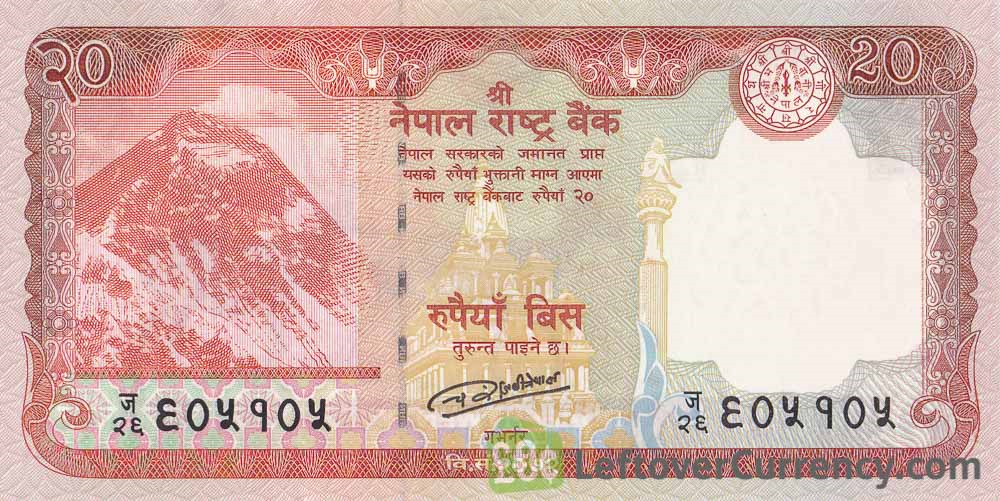 २० 20
श्री
नेपाल राष्ट्र बैंक
नेपाल सरकारको जमानत प्राप्त
यसको रुपैयाँ भुक्तानी माग्न आएमा
नेपाल राष्ट्र बैंकबाट रुपैयाँ २०
रुपैयाँ बिस
तुरुन्त पाइने छ।
ज २६ ६०५१०५
ज २६ ६०५१०५
गभर्नर
वि.सं.
LeftoverCurrency.com